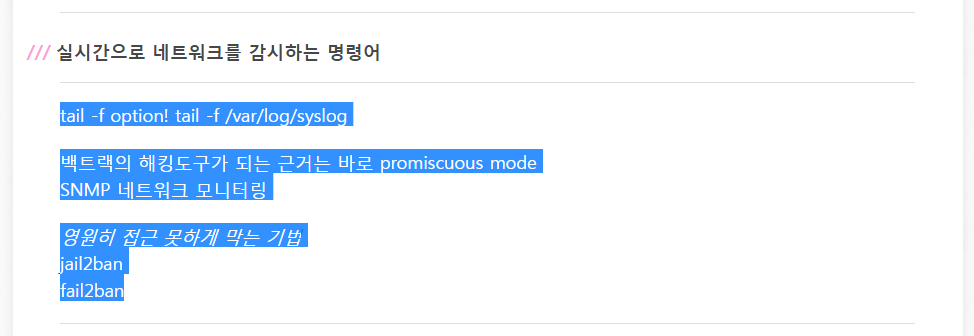 /// 실시간으로 네트워크를 감시하는 명령어
tail -f option! tail -f /var/log/syslog
백트랙의 해킹도구가 되는 근거는 바로 promiscuous mode
SNMP 네트워크 모니터링
영원히 접근 못하게 막는 기법
jail2ban
fail2ban